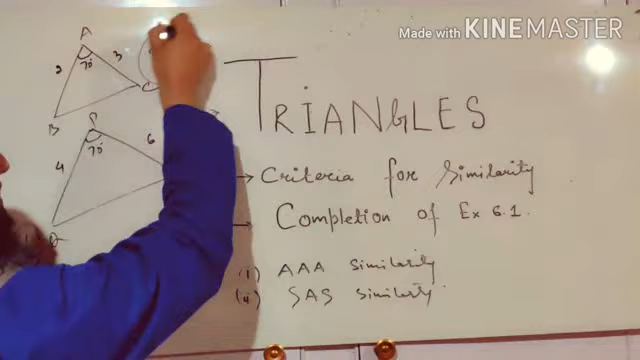 Made with KINEMASTER
A
2 70° 3
B C
P
4 70° 6
Q
TRIANGLES
→ Criteria for Similarity
Completion of Ex 6.1.
(i) AAA similarity
(ii) SAS similarty